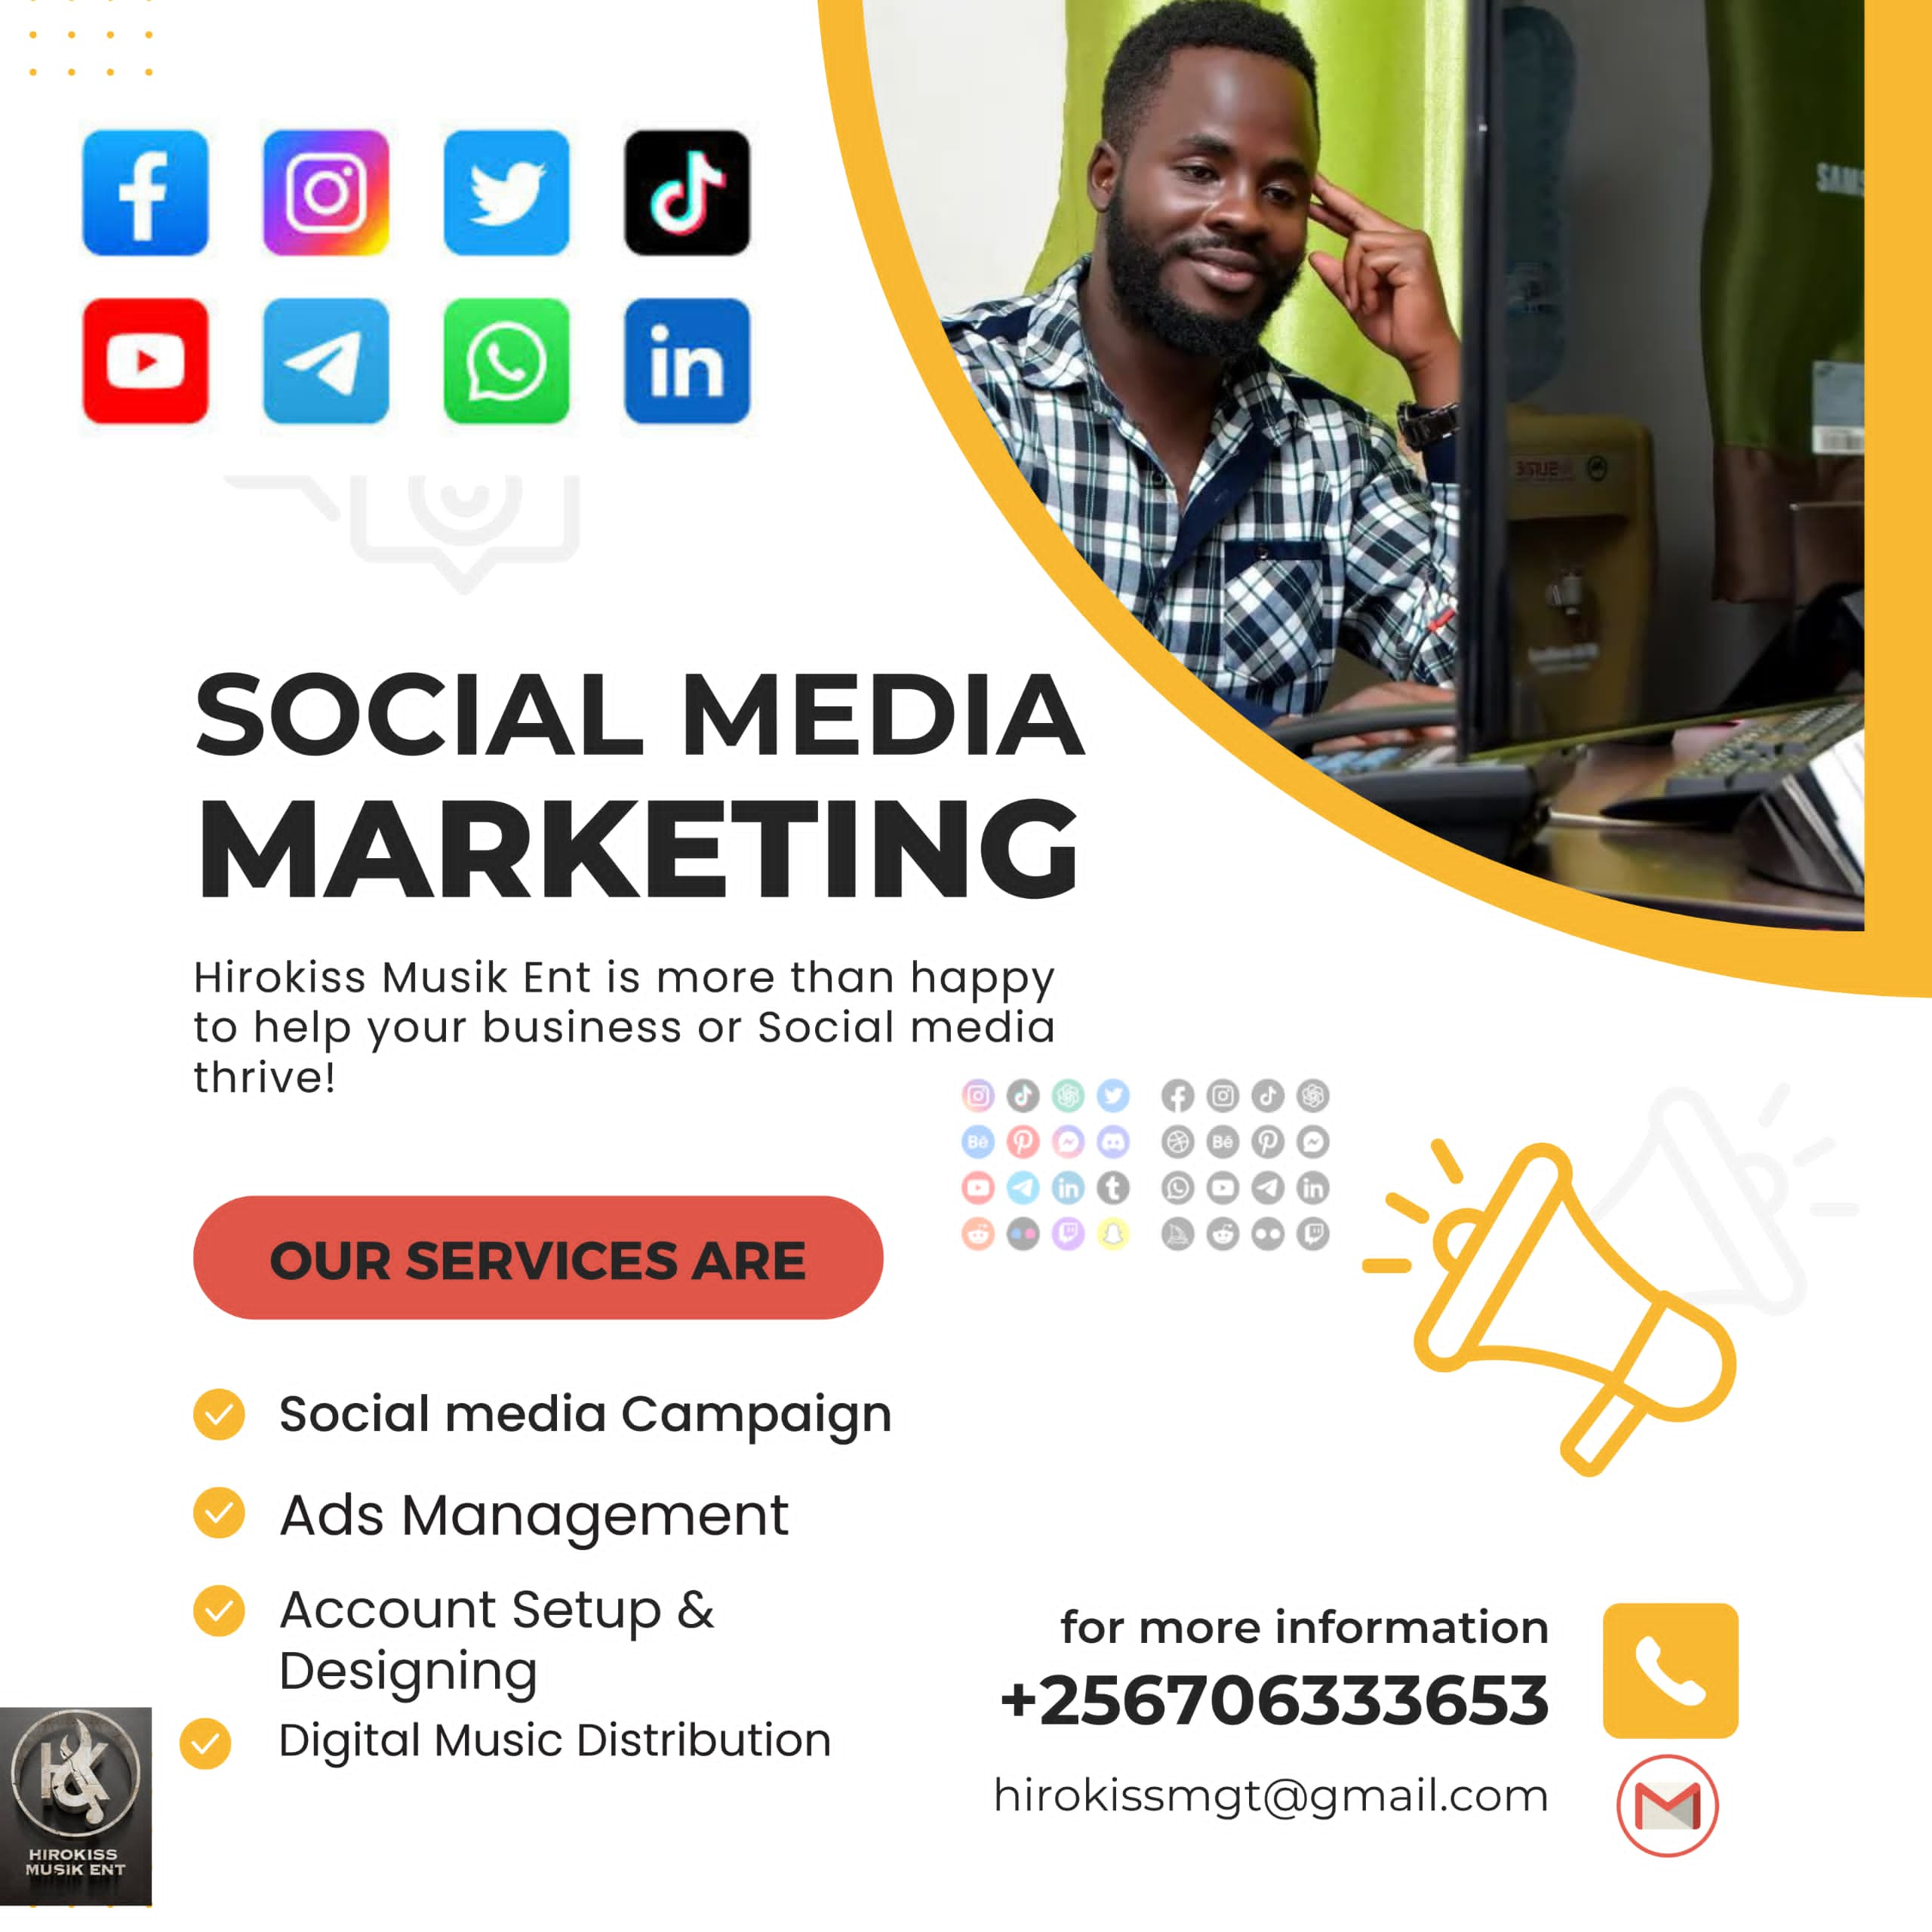 SAMS
SOCIAL MEDIA
MARKETING
Hirokiss Musik Ent is more than happy
to help your business or Social media
thrive!
OUR SERVICES ARE
Social media Campaign
Ads Management
Account Setup &
Designing
Digital Music Distribution
for more information
+256706333653
hirokissmgt@gmail.com
HIROKISS
MUSIK ENT